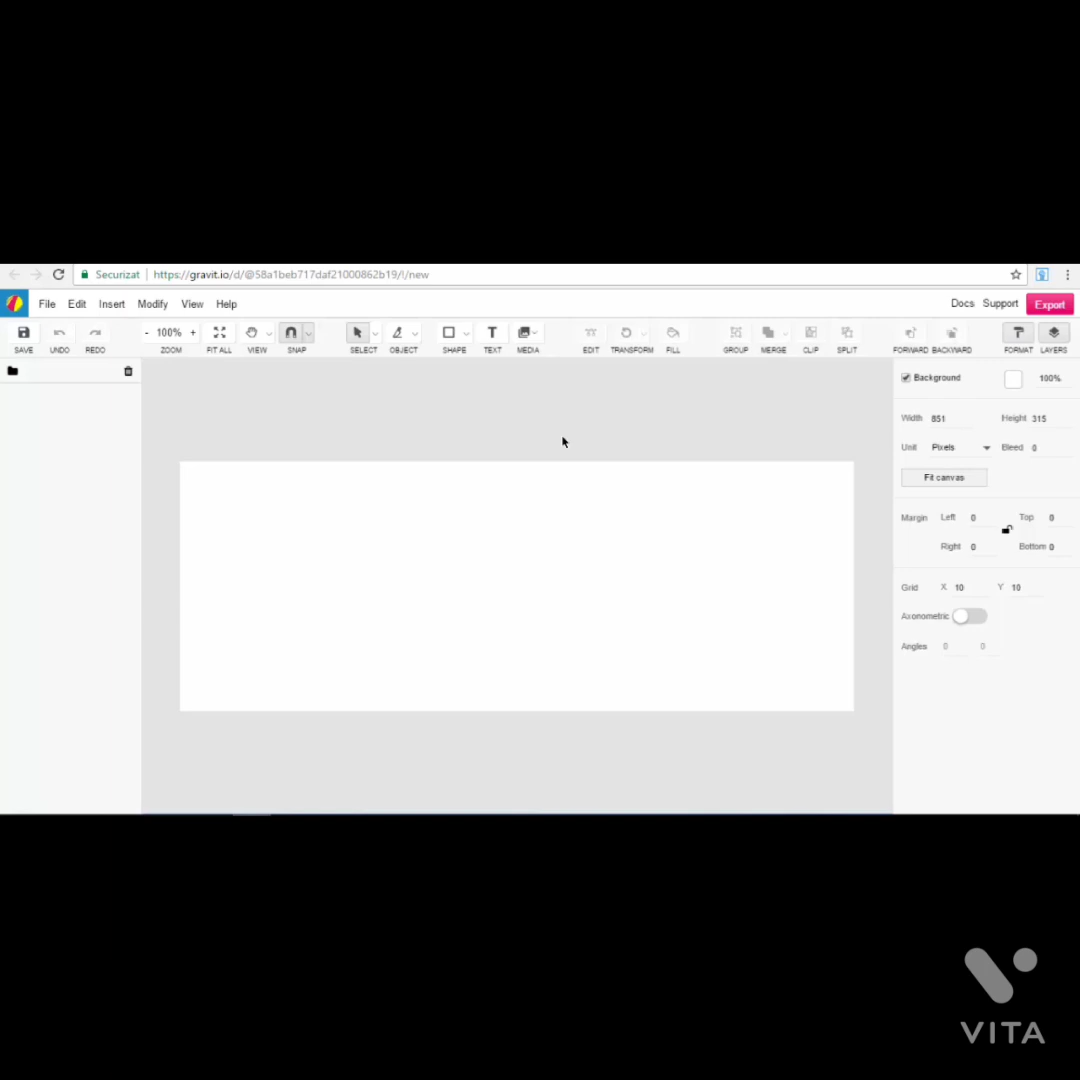 Securizat https://gravit.io/d/@58a1beb717daf21000862b19/!/new
File Edit Insert Modify View Help Docs Support Export
- 100% +
SAVE UNDO REDO ZOOM FIT ALL VIEW SNAP SELECT OBJECT SHAPE TEXT MEDIA EDIT TRANSFORM FILL GROUP MERGE CLIP SPLIT FORWARD BACKWARD FORMAT LAYERS
Background 100%
Width 851 Height 315
Unit Pixels Bleed 0
Fit canvas
Margin Left 0 Top 0
Right 0 Bottom 0
Grid X 10 Y 10
Axonometric
Angles 0 0
VITA